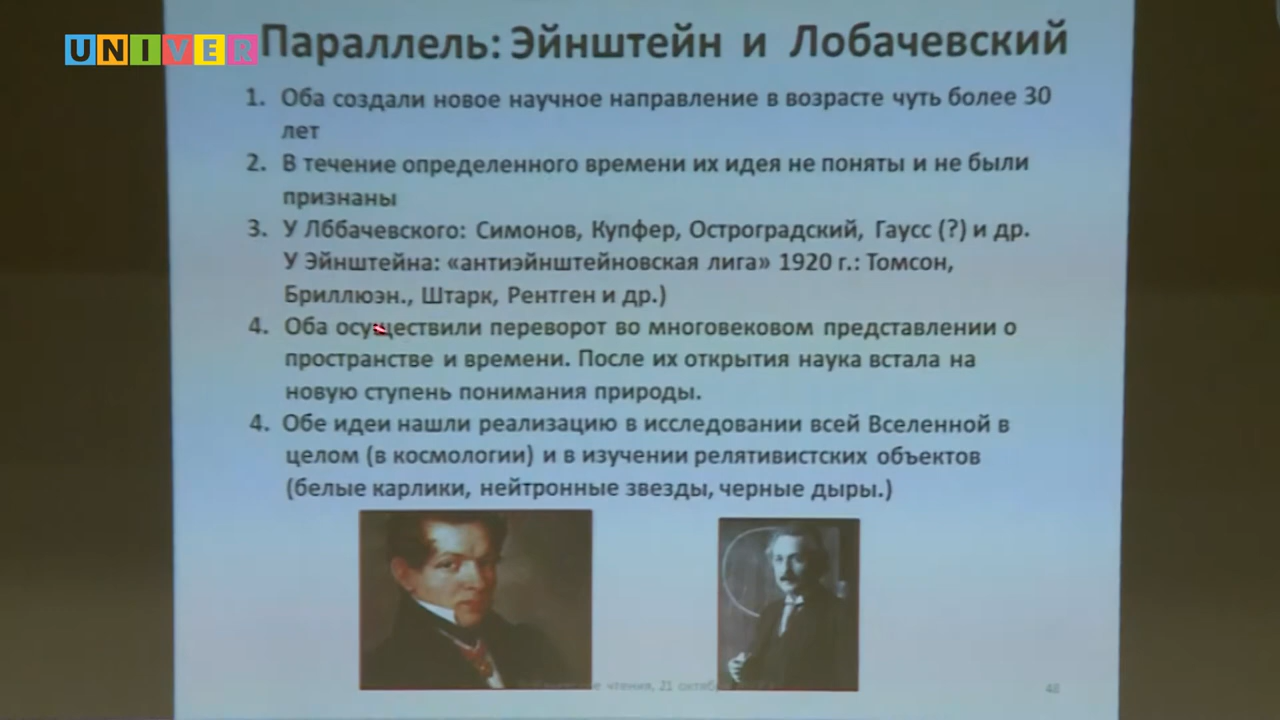 UNIVER
Параллель: Эйнштейн и Лобачевский
1. Оба создали новое научное направление в возрасте чуть более 30
лет
2. В течение определенного времени их идея не поняты и не были
признаны
3. У Лббачевского: Симонов, Купфер, Остроградский, Гаусс (?) и др.
У Эйнштейна: «антиэйнштейновская лига» 1920 г.: Томсон,
Бриллюэн., Штарк, Рентген и др.)
4. Оба осуществили переворот во многовековом представлении о
пространстве и времени. После их открытия наука встала на
новую ступень понимания природы.
4. Обе идеи нашли реализацию в исследовании всей Вселенной в
целом (в космологии) и в изучении релятивистских объектов
(белые карлики, нейтронные звезды, черные дыры.)
чтения, 21
48